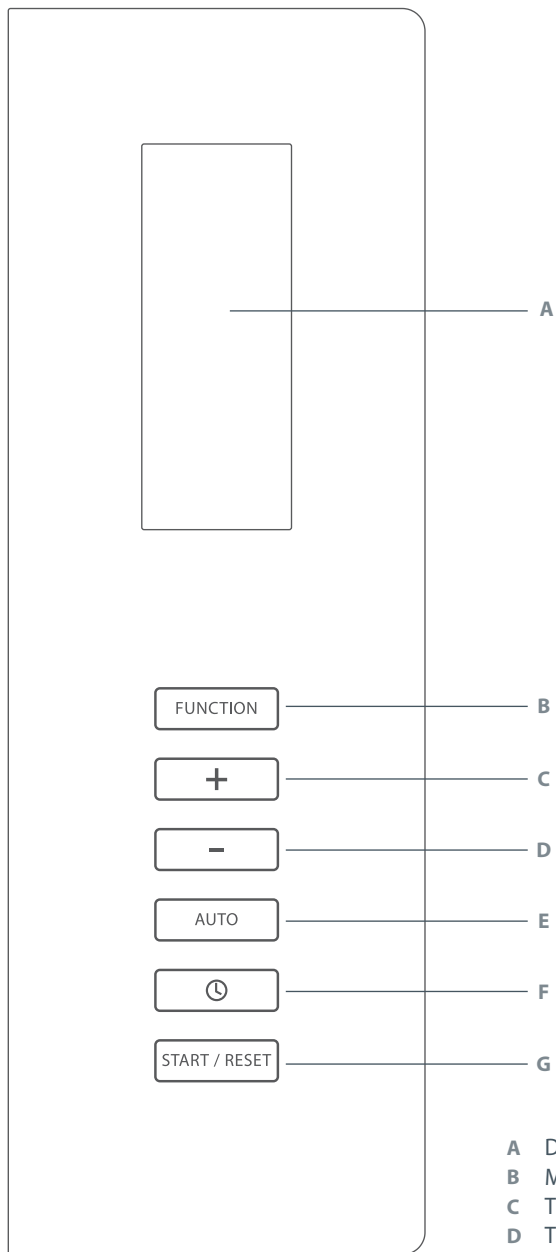 A
FUNCTION B
+ C
- D
AUTO E
F
START / RESET G
A D
B M
C T
D T